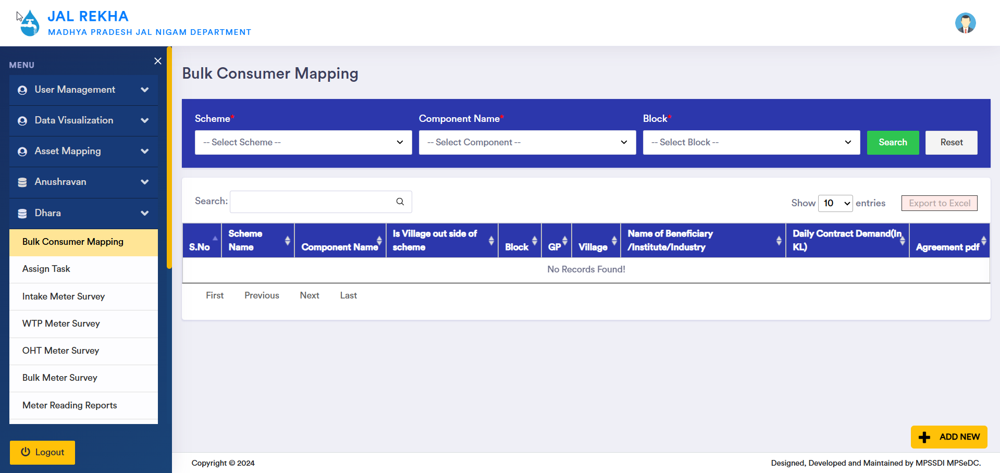 JAL REKHA
MADHYA PRADESH JAL NIGAM DEPARTMENT
MENU
User Management
Data Visualization
Asset Mapping
Anushravan
Dhara
Bulk Consumer Mapping
Assign Task
Intake Meter Survey
WTP Meter Survey
OHT Meter Survey
Bulk Meter Survey
Meter Reading Reports
Logout
Bulk Consumer Mapping
Scheme* Component Name* Block*
-- Select Scheme -- -- Select Component -- -- Select Block -- Search Reset
Search: Show 10 entries Export to Excel
S.No
Scheme
Name
Component Name
Is Village out side of
scheme
Block
GP
Village
Name of Beneficiary
/Institute/Industry
Daily Contract Demand(In
KL)
Agreement pdf
No Records Found!
First Previous Next Last
ADD NEW
Copyright © 2024
Designed, Developed and Maintained by MPSSDI MPSeDC.